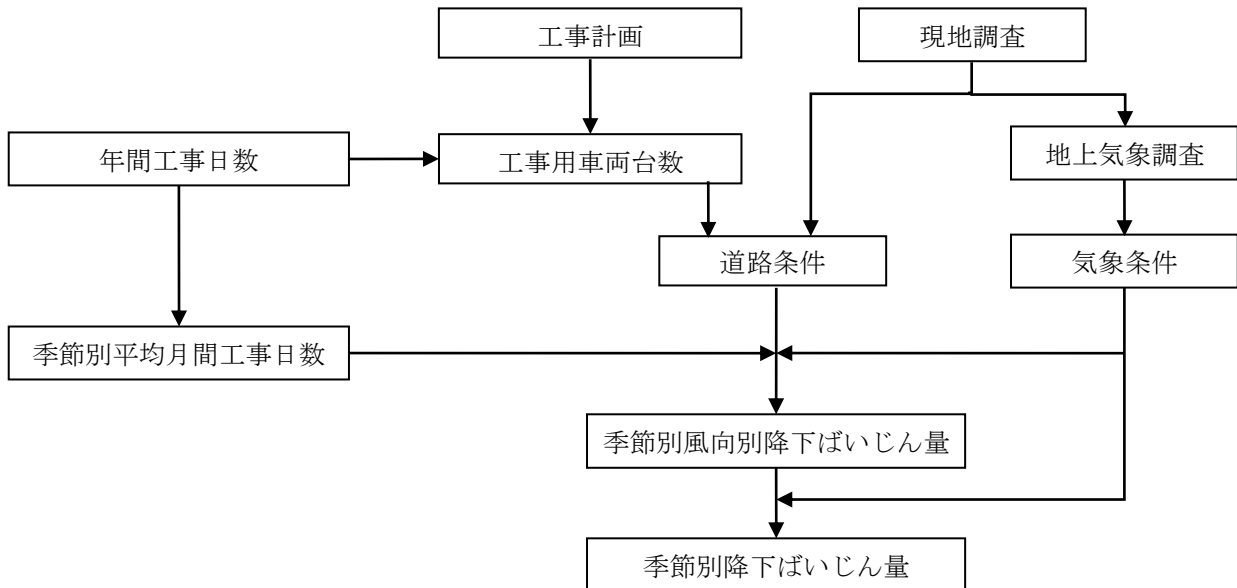 工事計画
現地調査
年間工事日数
工事用車両台数
地上気象調査
道路条件
気象条件
季節別平均月間工事日数
季節別風向別降下ばいじん量
季節別降下ばいじん量